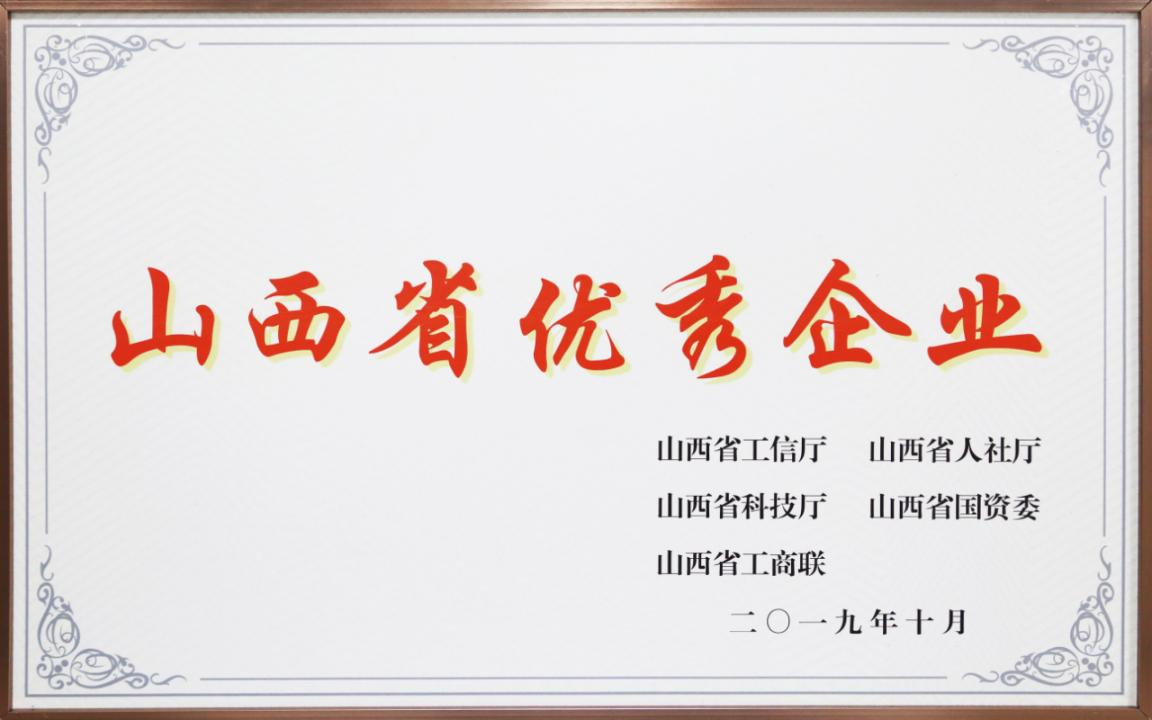 山西省优秀企业
山西省工信厅 山西省人社厅
山西省科技厅 山西省国资委
山西省工商联
二〇一九年十月